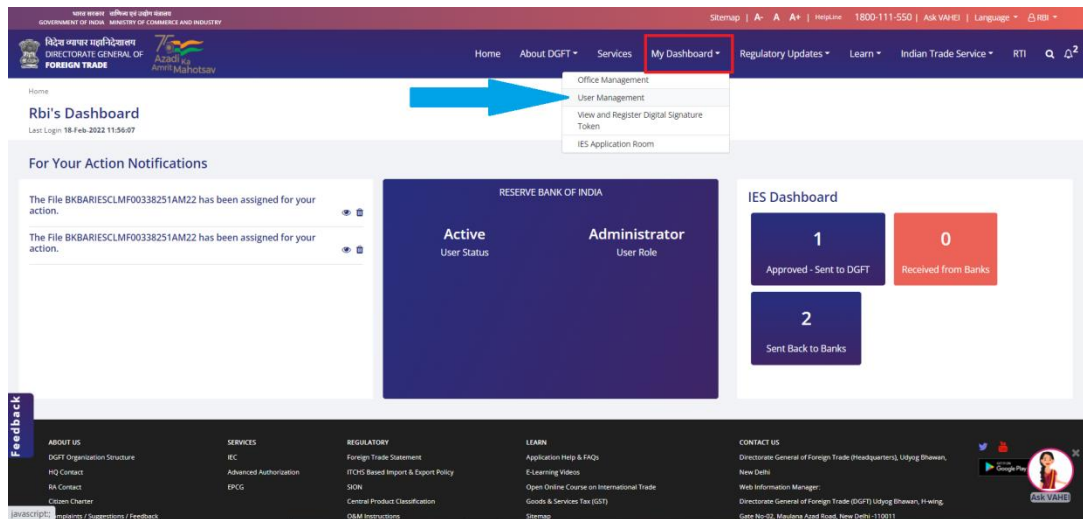 भारत सरकार वाणिज्य एवं उद्योग मंत्रालय
GOVERNMENT OF INDIA MINISTRY OF COMMERCE AND INDUSTRY
Sitemap | A- A A+ | HelpLine 1800-111-550 | Ask VAHEI | Language RBI
विदेश व्यापार महानिदेशालय
DIRECTORATE GENERAL OF
FOREIGN TRADE
75
Azadi Ka
Amrit Mahotsav
Home About DGFT Services My Dashboard Regulatory Updates Learn Indian Trade Service RTI 2
Office Management
User Management
View and Register Digital Signature
Token
IES Application Room
Home
Rbi's Dashboard
Last Login 18-Feb-2022 11:56:07
For Your Action Notifications
The File BKBARIESCLMF00338251AM22 has been assigned for your
action.
The File BKBARIESCLMF00338251AM22 has been assigned for your
action.
RESERVE BANK OF INDIA
Active
User Status
Administrator
User Role
IES Dashboard
1
Approved - Sent to DGFT
0
Received from Banks
2
Sent Back to Banks
Feedback
ABOUT US
DGFT Organization Structure
HQ Contact
RA Contact
Citizen Charter
Complaints / Suggestions / Feedback
SERVICES
IEC
Advanced Authorization
EPCG
REGULATORY
Foreign Trade Statement
ITCHS Based Import & Export Policy
SION
Central Product Classification
O&M Instructions
LEARN
Application Help & FAQs
E-Learning Videos
Open Online Course on International Trade
Goods & Services Tax (GST)
Sitemap
CONTACT US
Directorate General of Foreign Trade (Headquarters), Udyog Bhawan,
New Delhi
Web Information Manager:
Directorate General of Foreign Trade (DGFT) Udyog Bhawan, H-wing,
Gate No-02, Maulana Azad Road, New Delhi -110011
Google Play
Ask VAHEI
javascript:;